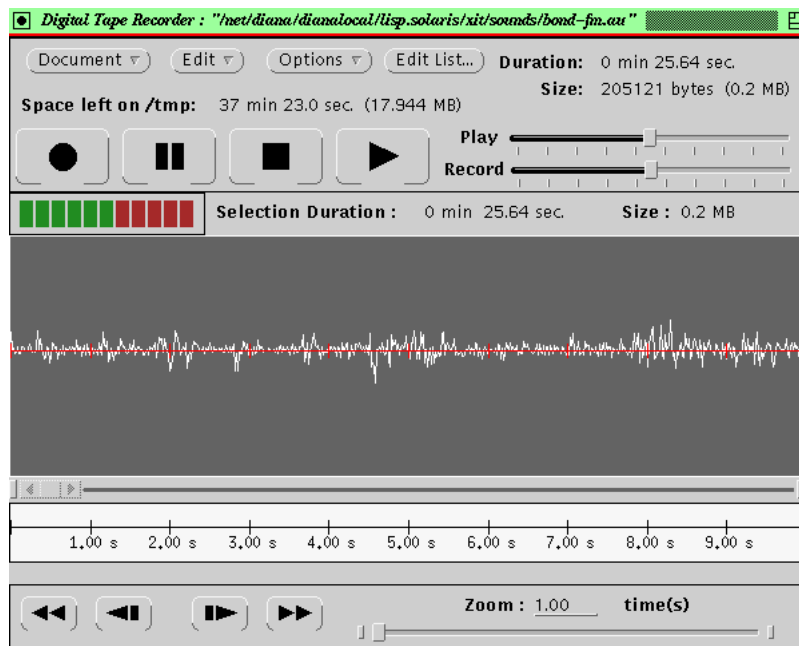 Digital Tape Recorder : "/net/diana/dianalocal/lisp.solaris/xit/sounds/bond-fm.au"
Document Edit Options Edit List... Duration: 0 min 25.64 sec.
Size: 205121 bytes (0.2 MB)
Space left on /tmp: 37 min 23.0 sec. (17.944 MB)
Play
Record
Selection Duration : 0 min 25.64 sec. Size : 0.2 MB
1.00 s 2.00 s 3.00 s 4.00 s 5.00 s 6.00 s 7.00 s 8.00 s 9.00 s
Zoom : 1.00 time(s)